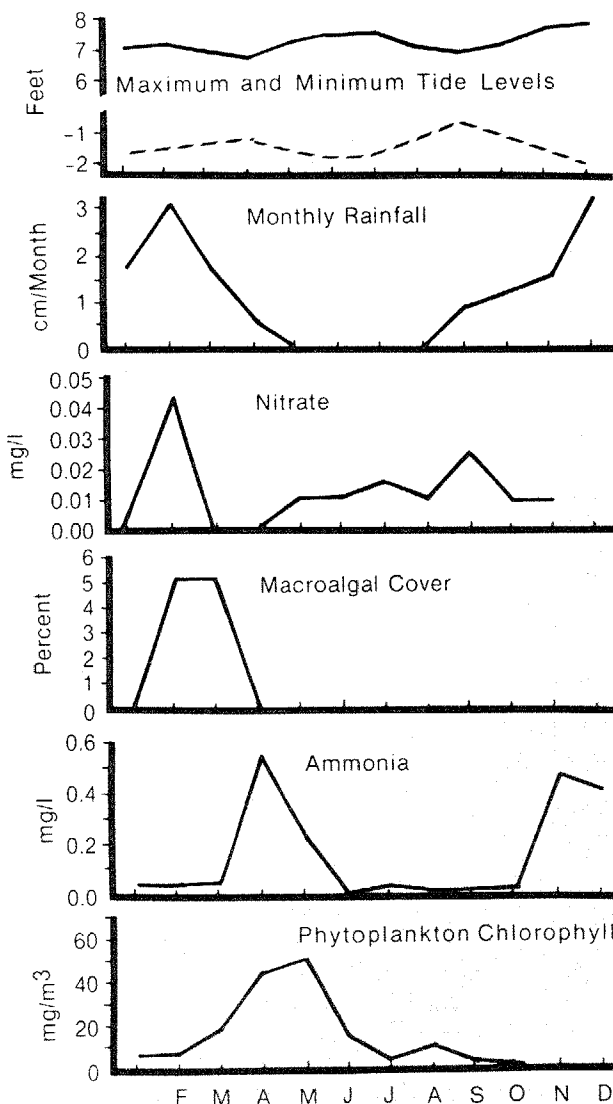 8
7
6
Feet
Maximum and Minimum Tide Levels
-1
-2
3
2
1
0
cm/Month
Monthly Rainfall
0.05
0.04
0.03
0.02
0.01
0.00
mg/l
Nitrate
6
5
4
3
2
1
0
Percent
Macroalgal Cover
0.6
0.4
0.2
0.0
mg/l
Ammonia
60
40
20
0
mg/m3
Phytoplankton Chlorophyll
F M A M J J A S O N D